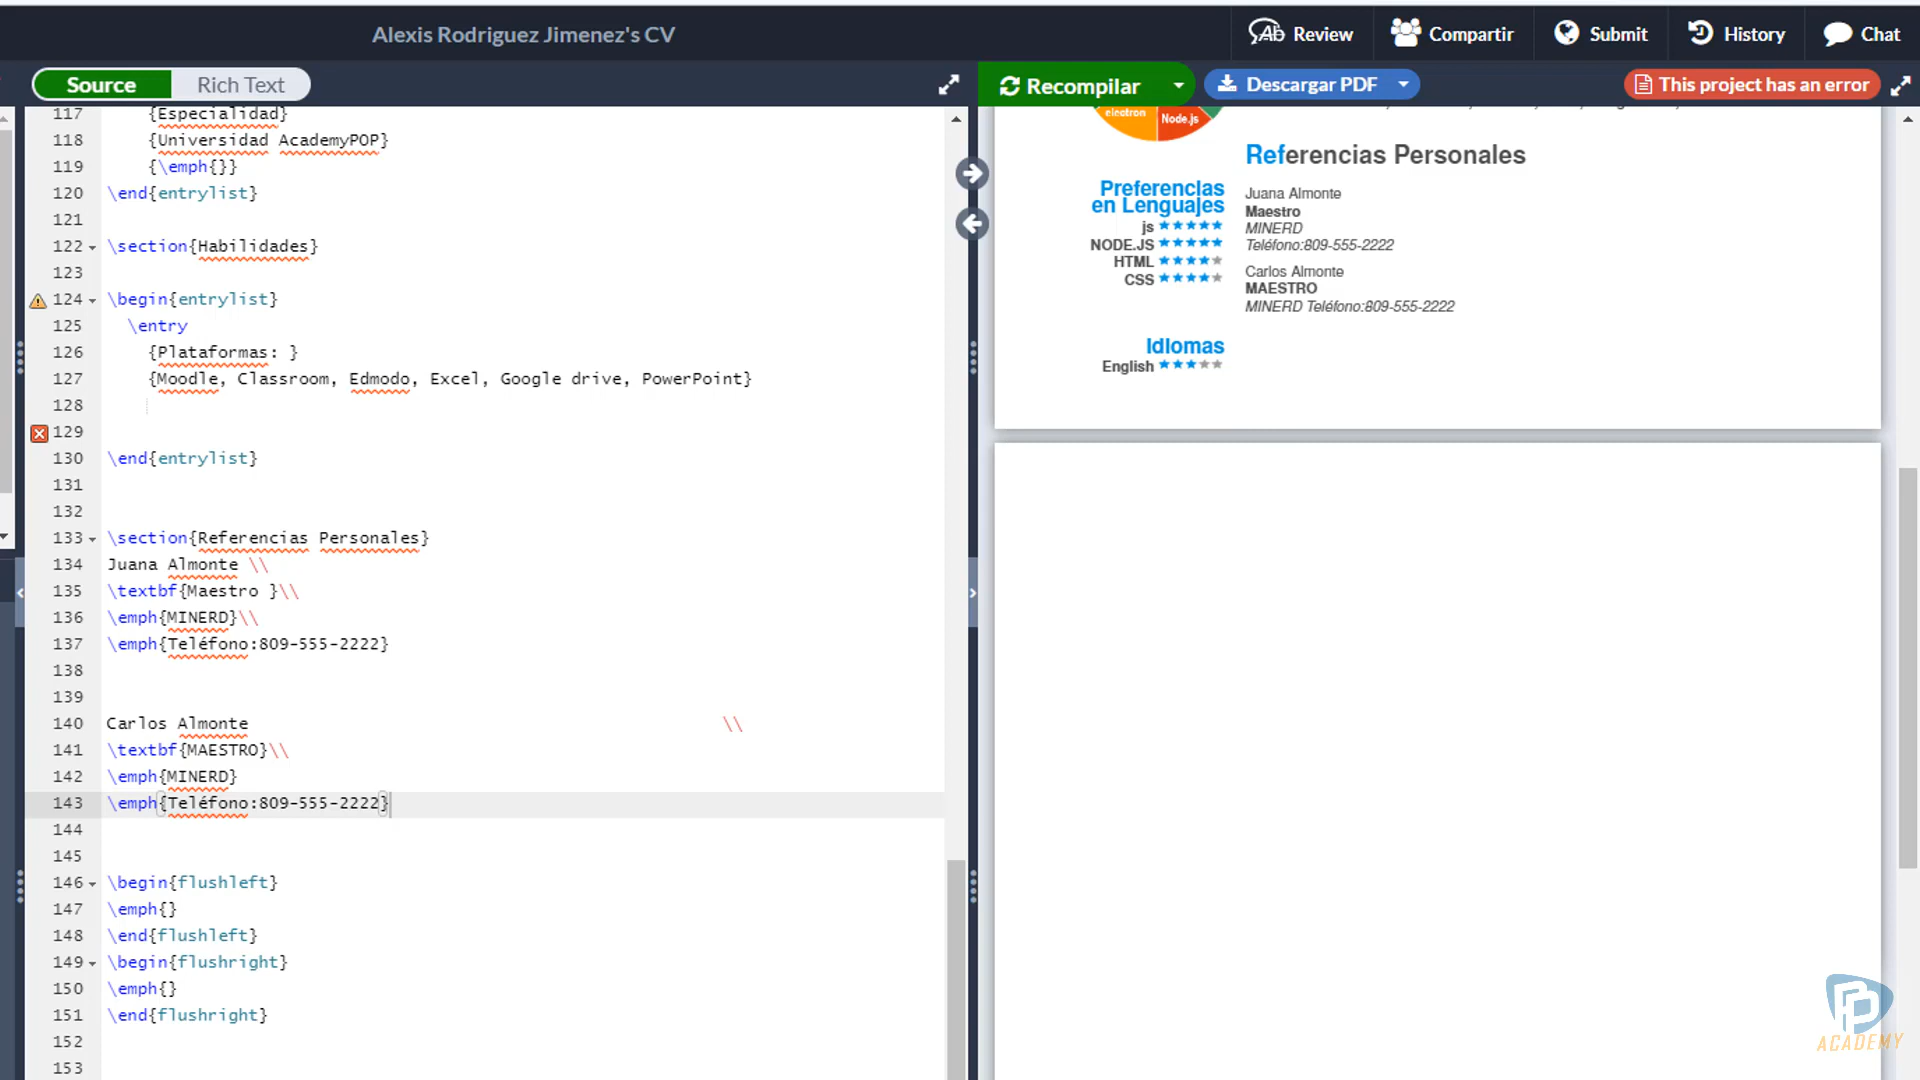 Alexis Rodriguez Jimenez's CV
Review
Compartir
Submit
History
Chat
Source
Rich Text
Recompilar
Descargar PDF
This project has an error
117 {Especialidad}
118 {Universidad AcademyPOP}
119 {\emph{}}
120 \end{entrylist}
121
122 \section{Habilidades}
123
124 \begin{entrylist}
125 \entry
126 {Plataformas: }
127 {Moodle, Classroom, Edmodo, Excel, Google drive, PowerPoint}
128
129
130 \end{entrylist}
131
132
133 \section{Referencias Personales}
134 Juana Almonte \\
135 \textbf{Maestro }\\
136 \emph{MINERD}\\
137 \emph{Teléfono:809-555-2222}
138
139
140 Carlos Almonte \\
141 \textbf{MAESTRO}\\
142 \emph{MINERD}
143 \emph{Teléfono:809-555-2222}
144
145
146 \begin{flushleft}
147 \emph{}
148 \end{flushleft}
149 \begin{flushright}
150 \emph{}
151 \end{flushright}
152
153
electron
Node.js
Preferencias
en Lenguajes
js
NODE.JS
HTML
CSS
Idiomas
English
Referencias Personales
Juana Almonte
Maestro
MINERD
Teléfono:809-555-2222
Carlos Almonte
MAESTRO
MINERD Teléfono:809-555-2222
ACADEMY